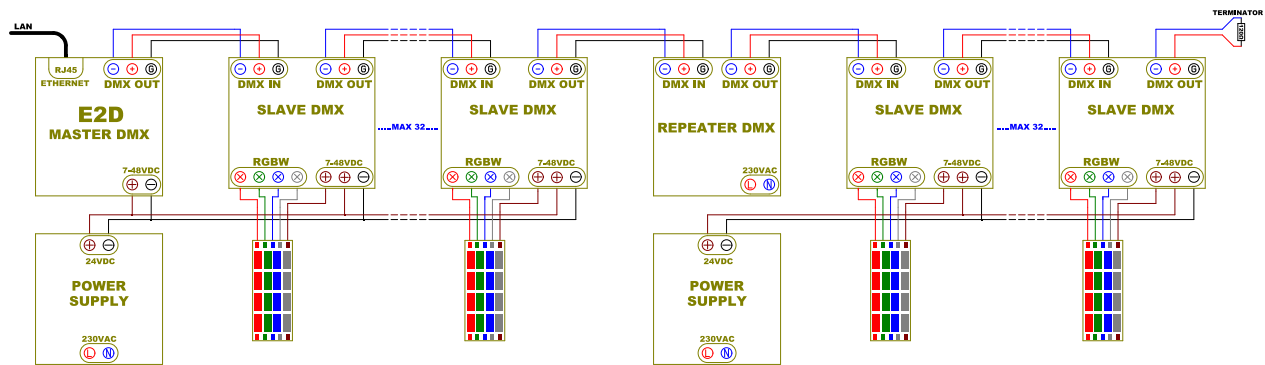 LAN
TERMINATOR
120Ω
RJ45
ETHERNET
- + G
DMX OUT
E2D
MASTER DMX
7-48VDC
+ -
- + G
DMX IN
- + G
DMX OUT
SLAVE DMX
RGBW
7-48VDC
+ + -
MAX 32
- + G
DMX IN
- + G
DMX OUT
SLAVE DMX
RGBW
7-48VDC
+ + -
- + G
DMX IN
- + G
DMX OUT
REPEATER DMX
230VAC
L N
- + G
DMX IN
- + G
DMX OUT
SLAVE DMX
RGBW
7-48VDC
+ + -
MAX 32
- + G
DMX IN
- + G
DMX OUT
SLAVE DMX
RGBW
7-48VDC
+ + -
+ -
24VDC
POWER
SUPPLY
230VAC
L N
+ -
24VDC
POWER
SUPPLY
230VAC
L N